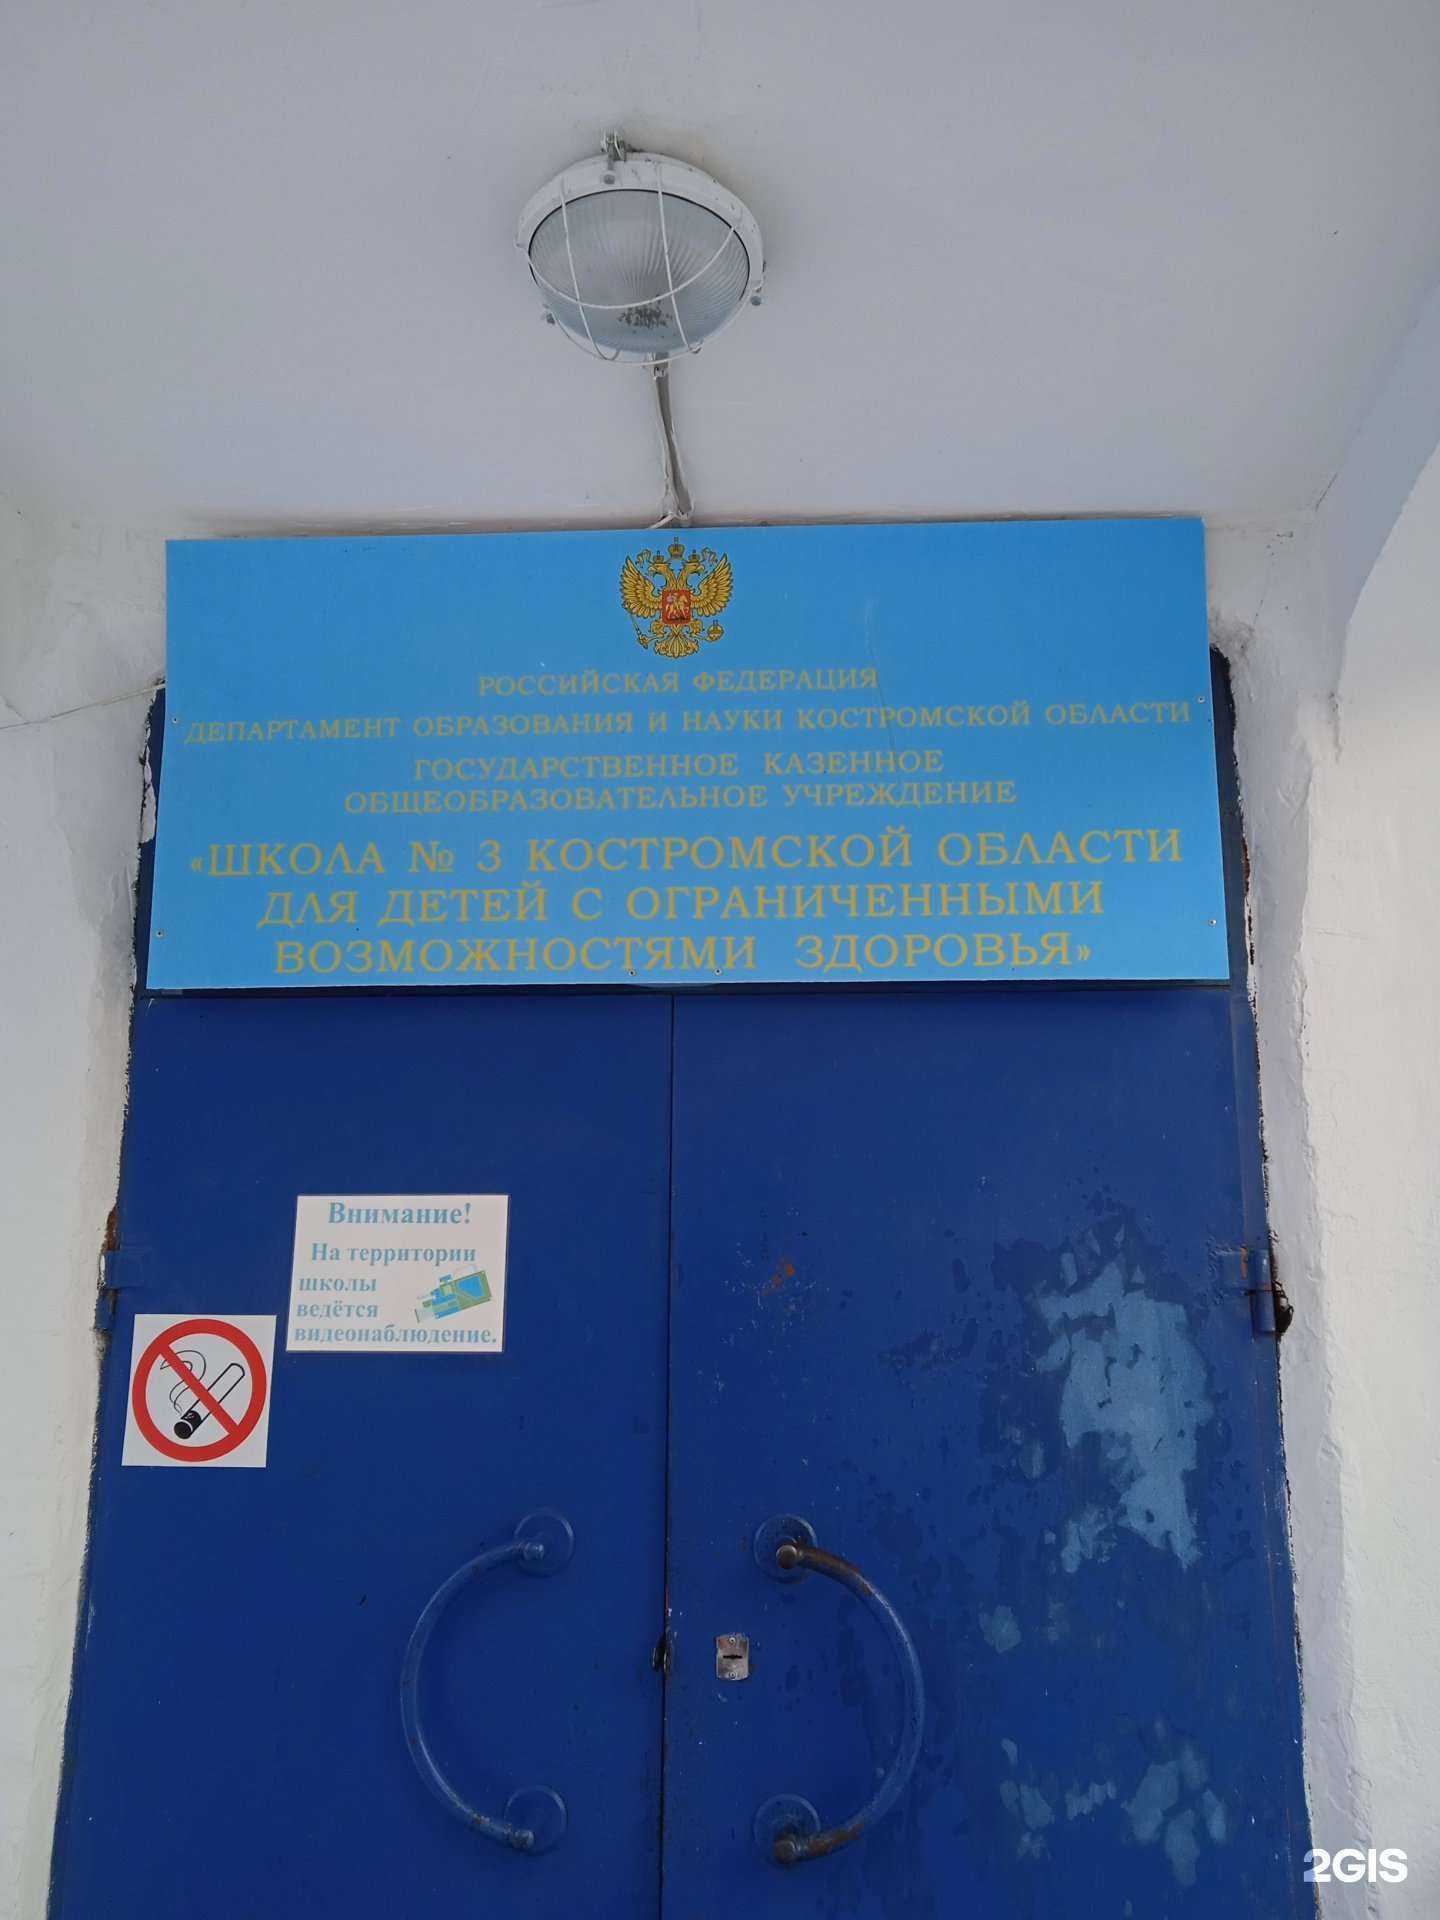 РОССИЙСКАЯ ФЕДЕРАЦИЯ
ДЕПАРТАМЕНТ ОБРАЗОВАНИЯ И НАУКИ КОСТРОМСКОЙ ОБЛАСТИ
ГОСУДАРСТВЕННОЕ КАЗЕННОЕ
ОБЩЕОБРАЗОВАТЕЛЬНОЕ УЧРЕЖДЕНИЕ
«ШКОЛА № 3 КОСТРОМСКОЙ ОБЛАСТИ
ДЛЯ ДЕТЕЙ С ОГРАНИЧЕННЫМИ
ВОЗМОЖНОСТЯМИ ЗДОРОВЬЯ»
Внимание!
На территории
школы
ведётся
видеонаблюдение.
2GIS